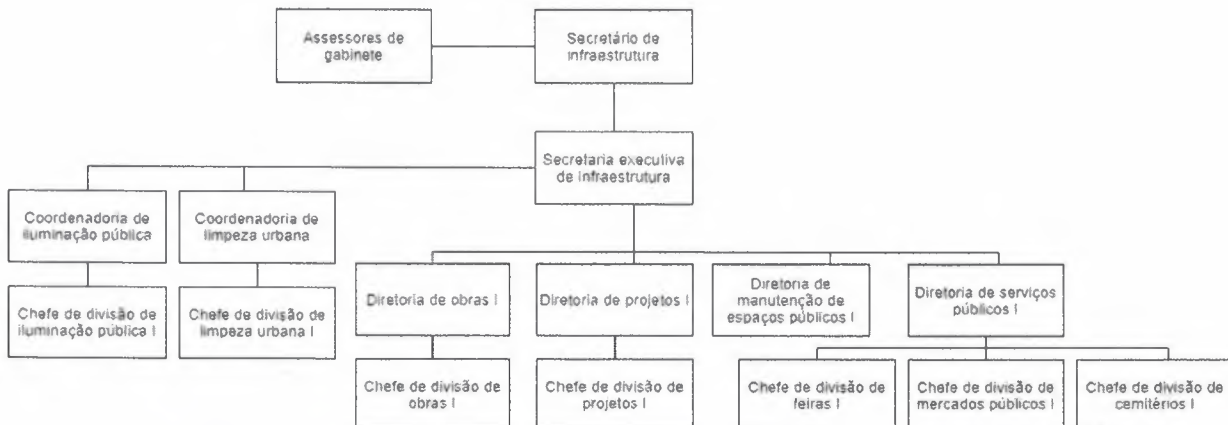 Assessores de
gabinete
Secretário de
infraestrutura
Secretaria executiva
de infraestrutura
Coordenadoria de
iluminação pública
Coordenadoria de
limpeza urbana
Chefe de divisão de
iluminação pública I
Chefe de divisão de
limpeza urbana I
Diretoria de obras I
Diretoria de projetos I
Diretoria de
manutenção de
espaços públicos I
Diretoria de serviços
públicos I
Chefe de divisão de
obras I
Chefe de divisão de
projetos I
Chefe de divisão de
feiras I
Chefe de divisão de
mercados públicos I
Chefe de divisão de
cemitérios I